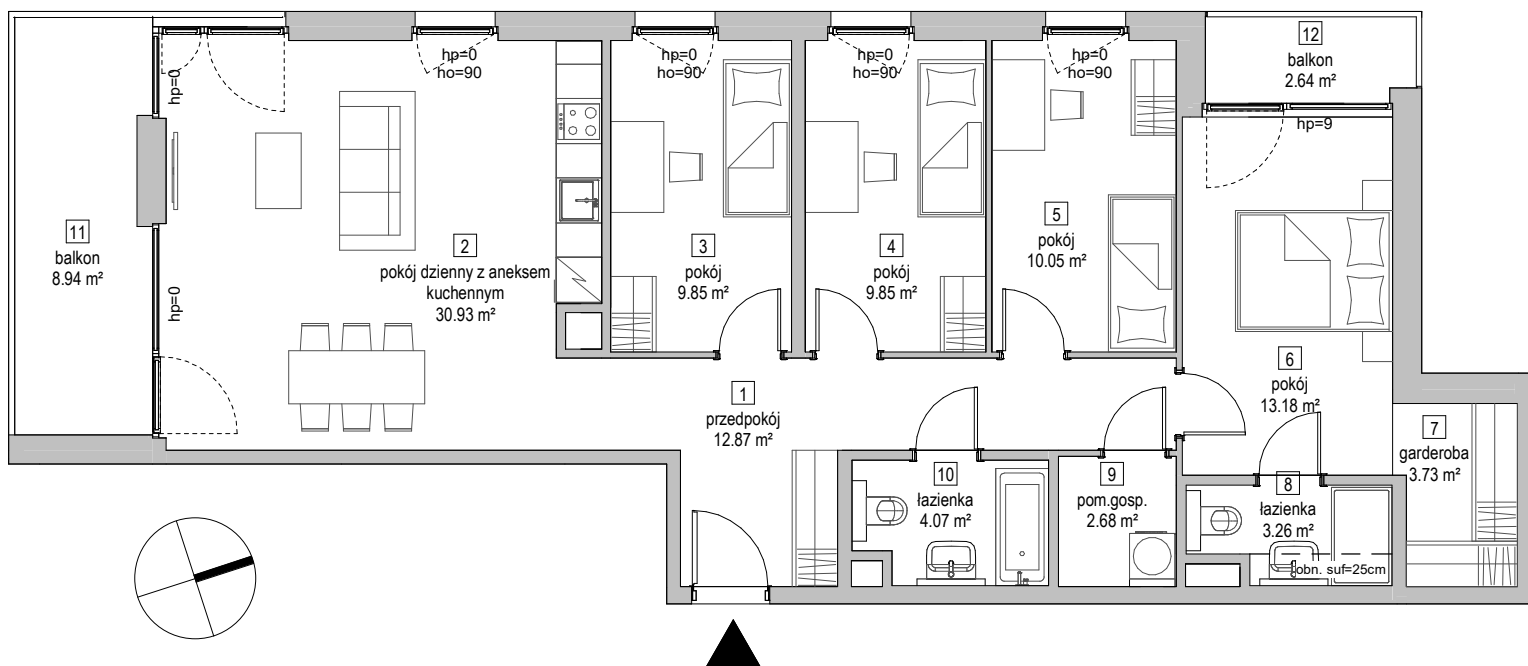 hp=0
hp=0
ho=90
hp=0
ho=90
hp=0
ho=90
hp=0
ho=90
12
balkon
2.64 m²
hp=9
11
balkon
8.94 m²
hp=0
2
pokój dzienny z aneksem
kuchennym
30.93 m²
3
pokój
9.85 m²
4
pokój
9.85 m²
5
pokój
10.05 m²
6
pokój
13.18 m²
1
przedpokój
12.87 m²
7
garderoba
3.73 m²
10
łazienka
4.07 m²
9
pom.gosp.
2.68 m²
8
łazienka
3.26 m²
obn. suf=25cm